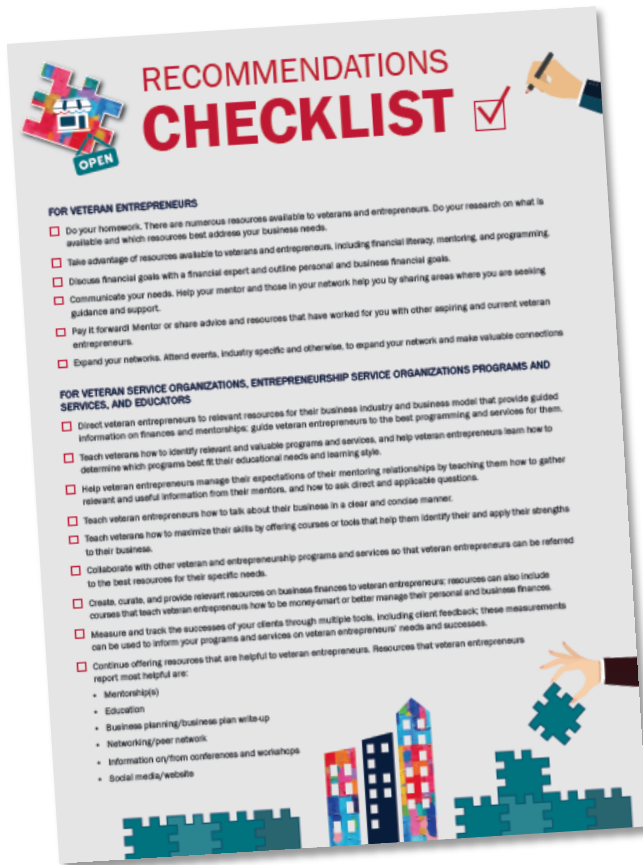 RECOMMENDATIONS
CHECKLIST
OPEN
FOR VETERAN ENTREPRENEURS
Do your homework. There are numerous resources available to veterans and entrepreneurs. Do your research on what is
available and which resources best address your business needs.
Take advantage of resources available to veterans and entrepreneurs, including financial literacy, mentoring, and programming.
Discuss financial goals with a financial expert and outline personal and business financial goals.
Communicate your needs. Help your mentor and those in your network help you by sharing areas where you are seeking
guidance and support.
Pay it forward! Mentor or share advice and resources that have worked for you with other aspiring and current veteran
entrepreneurs.
Expand your networks. Attend events, industry specific and otherwise, to expand your network and make valuable connections
FOR VETERAN SERVICE ORGANIZATIONS, ENTREPRENEURSHIP SERVICE ORGANIZATIONS PROGRAMS AND
SERVICES, AND EDUCATORS
Direct veteran entrepreneurs to relevant resources for their business industry and business model that provide guided
information on finances and mentorships; guide veteran entrepreneurs to the best programming and services for them.
Teach veterans how to identify relevant and valuable programs and services, and help veteran entrepreneurs learn how to
determine which programs best fit their educational needs and learning style.
Help veteran entrepreneurs manage their expectations of their mentoring relationships by teaching them how to gather
relevant and useful information from their mentors, and how to ask direct and applicable questions.
Teach veteran entrepreneurs how to talk about their business in a clear and concise manner.
Teach veterans how to maximize their skills by offering courses or tools that help them identify their and apply their strengths
to their business.
Collaborate with other veteran and entrepreneurship programs and services so that veteran entrepreneurs can be referred
to the best resources for their specific needs.
Create, curate, and provide relevant resources on business finances to veteran entrepreneurs; resources can also include
courses that teach veteran entrepreneurs how to be money-smart or better manage their personal and business finances.
Measure and track the successes of your clients through multiple tools, including client feedback; these measurements
can be used to inform your programs and services on veteran entrepreneurs' needs and successes.
Continue offering resources that are helpful to veteran entrepreneurs. Resources that veteran entrepreneurs
report most helpful are:
• Mentorship(s)
• Education
• Business planning/business plan write-up
• Networking/peer network
• Information on/from conferences and workshops
• Social media/website